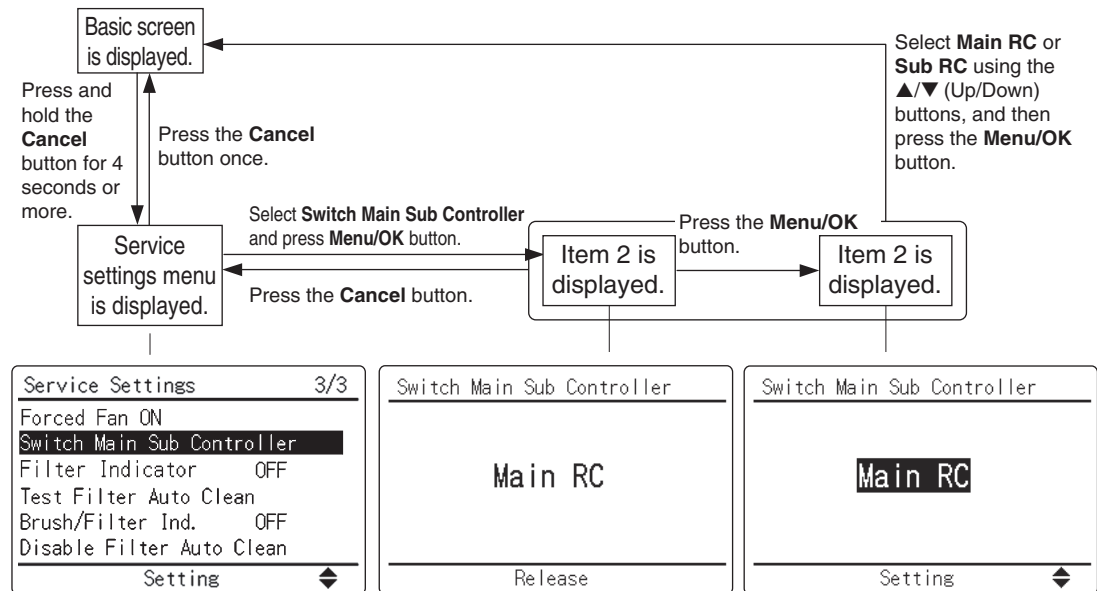 Basic screen
is displayed.
Press and
hold the
Cancel
button for 4
seconds or
more.
Press the Cancel
button once.
Select Main RC or
Sub RC using the
▲/▼ (Up/Down)
buttons, and then
press the Menu/OK
button.
Service
settings menu
is displayed.
Select Switch Main Sub Controller
and press Menu/OK button.
Press the Cancel button.
Item 2 is
displayed.
Press the Menu/OK
button.
Item 2 is
displayed.
Service Settings 3/3
Forced Fan ON
Switch Main Sub Controller
Filter Indicator OFF
Test Filter Auto Clean
Brush/Filter Ind. OFF
Disable Filter Auto Clean
Setting
Switch Main Sub Controller
Main RC
Release
Switch Main Sub Controller
Main RC
Setting